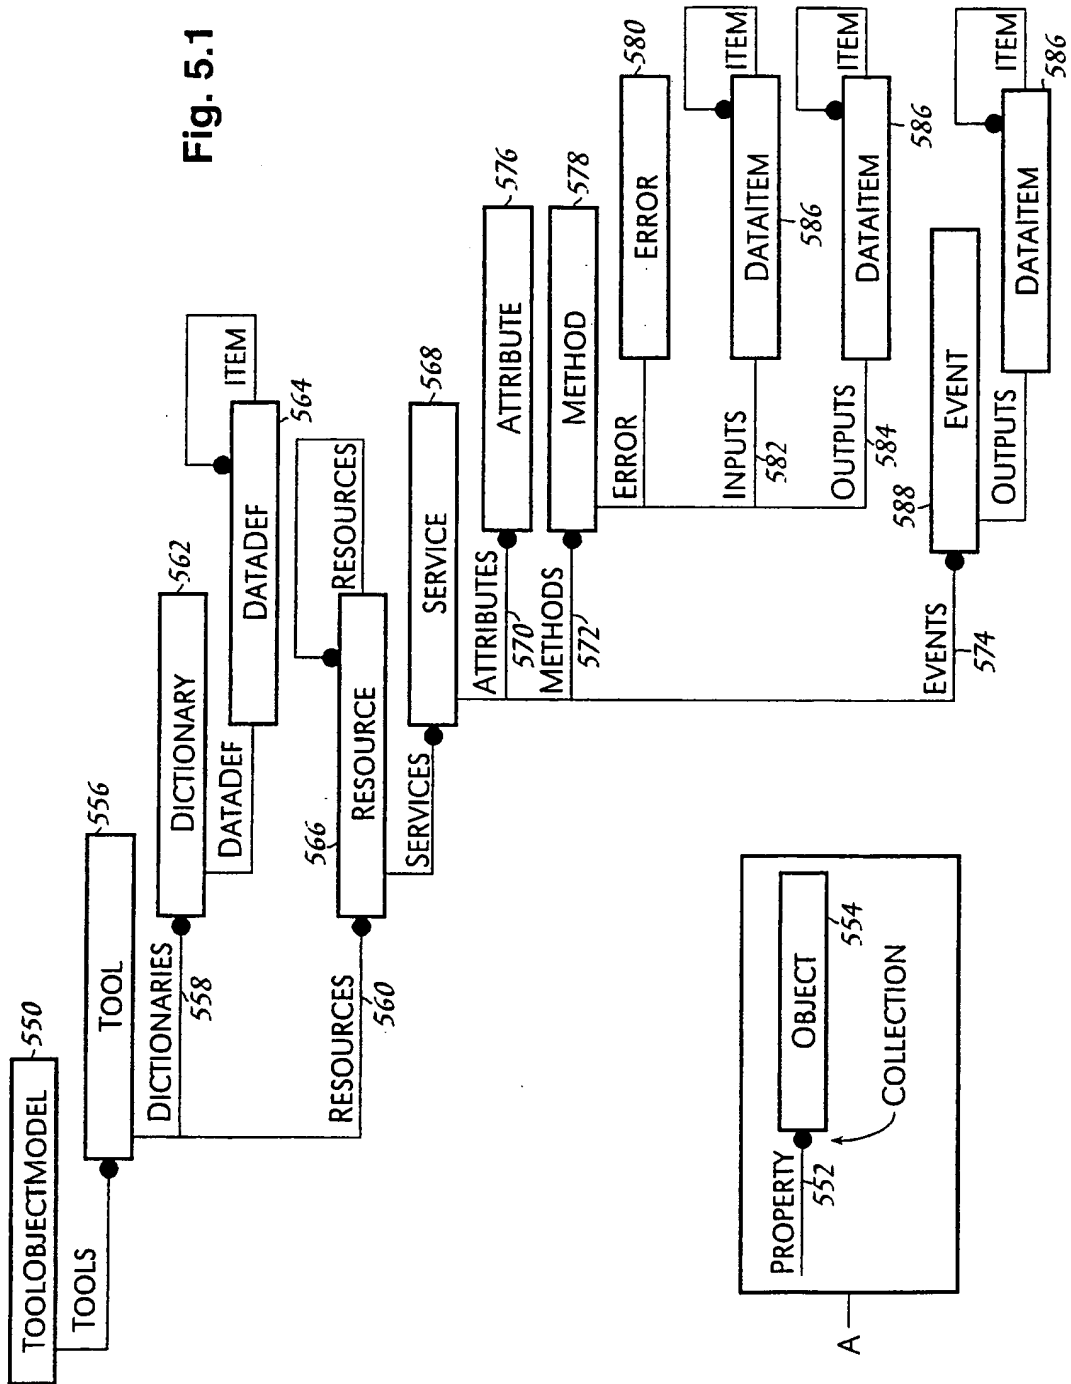 Fig. 5.1
TOOLOBJECTMODEL
550
TOOLS
TOOL
556
DICTIONARIES
558
DICTIONARY
562
DATADEF
DATADEF
564
ITEM
RESOURCES
560
RESOURCE
566
RESOURCES
SERVICES
SERVICE
568
ATTRIBUTES
570
ATTRIBUTE
576
METHODS
572
METHOD
578
ERROR
ERROR
580
INPUTS
582
DATAITEM
586
ITEM
OUTPUTS
584
DATAITEM
586
ITEM
EVENTS
574
EVENT
588
OUTPUTS
DATAITEM
586
ITEM
PROPERTY
552
OBJECT
554
COLLECTION
A